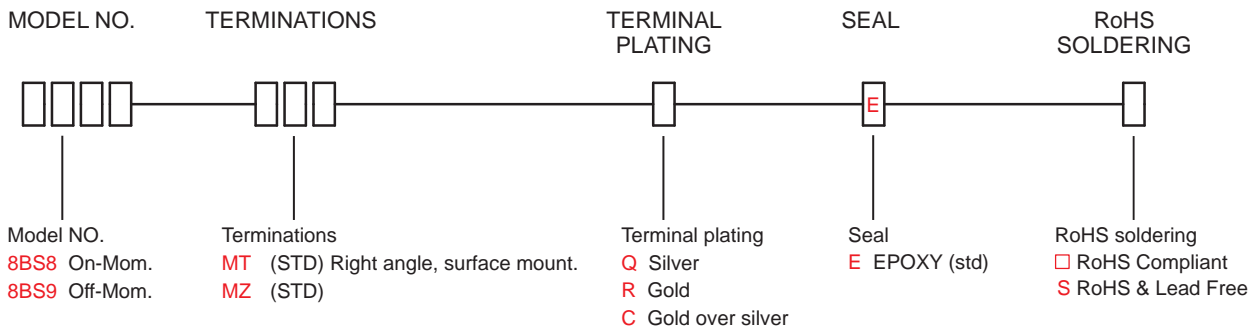 MODEL NO.
TERMINATIONS
TERMINAL
PLATING
SEAL
RoHS
SOLDERING
E
Model NO.
8BS8 On-Mom.
8BS9 Off-Mom.
Terminations
MT (STD) Right angle, surface mount.
MZ (STD)
Terminal plating
Q Silver
R Gold
C Gold over silver
Seal
E EPOXY (std)
RoHS soldering
□ RoHS Compliant
S RoHS & Lead Free